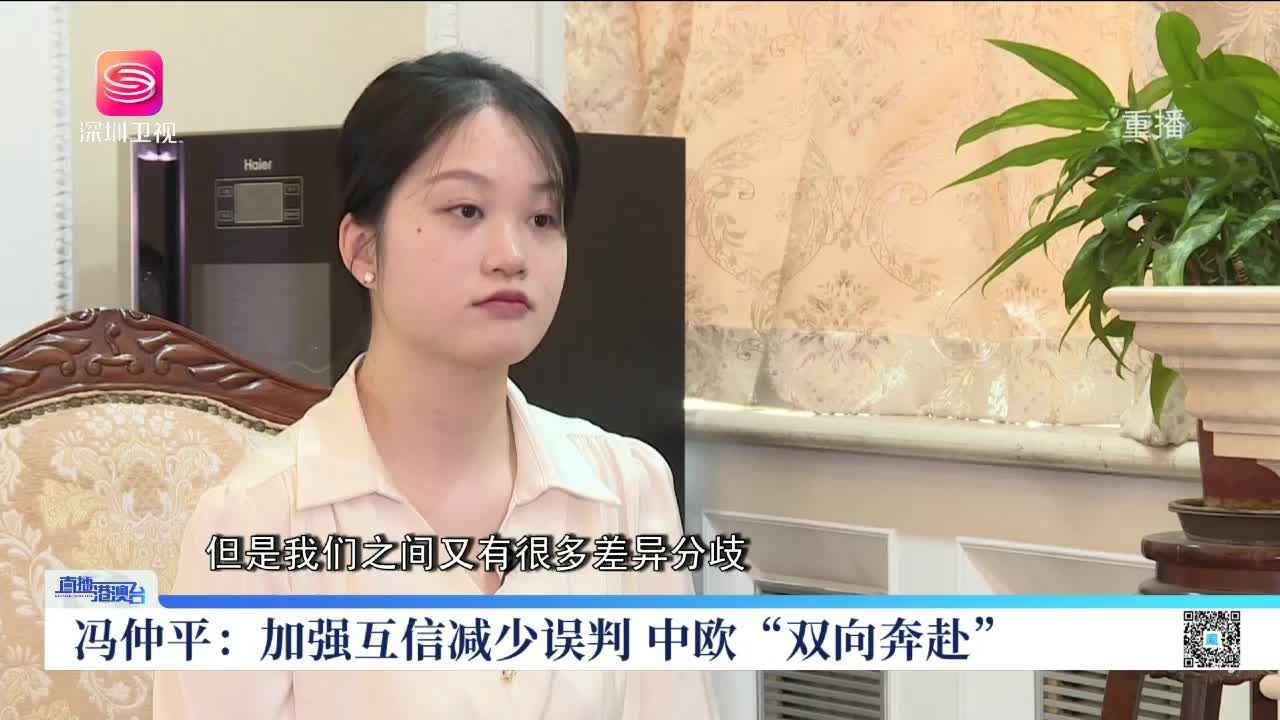 深圳卫视
重播
Haier
但是我们之间又有很多差异分歧
直播港澳台
冯仲平：加强互信减少误判 中欧“双向奔赴”